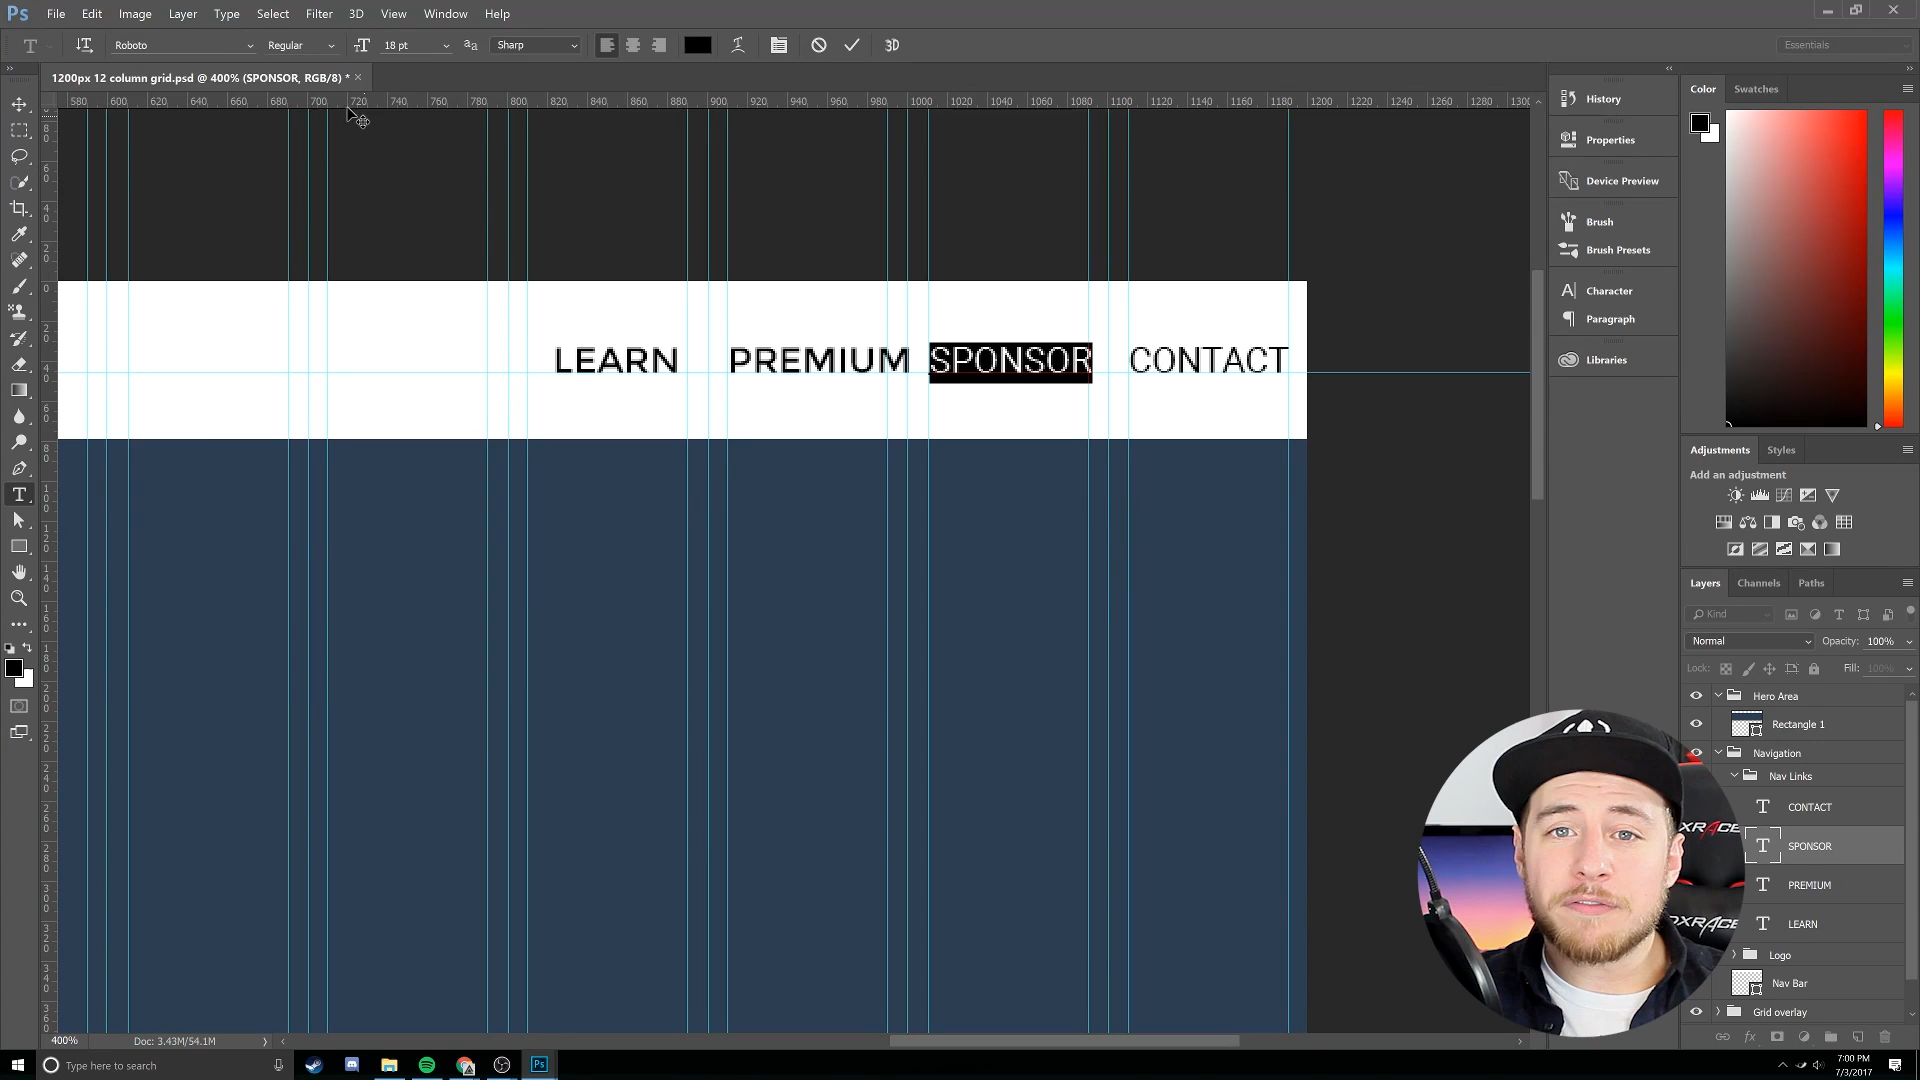 Ps File Edit Image Layer Type Select Filter 3D View Window Help
T Roboto Regular 18 pt Sharp 3D Essentials
1200px 12 column grid.psd @ 400% (SPONSOR, RGB/8) * ×
580 600 620 640 660 680 700 720 740 760 780 800 820 840 860 880 900 920 940 960 980 1000 1020 1040 1060 1080 1100 1120 1140 1160 1180 1200 1220 1240 1260 1280 1300
History
Properties
Device Preview
Brush
Brush Presets
Character
Paragraph
Libraries
Color Swatches
LEARN PREMIUM SPONSOR CONTACT
Adjustments Styles
Add an adjustment
Layers Channels Paths
Kind
Normal Opacity: 100%
Lock: Fill: 100%
Hero Area
Rectangle 1
Navigation
Nav Links
CONTACT
SPONSOR
PREMIUM
LEARN
Logo
Nav Bar
Grid overlay
400% Doc: 3.43M/54.1M
Type here to search
Ps
7:00 PM
7/3/2017